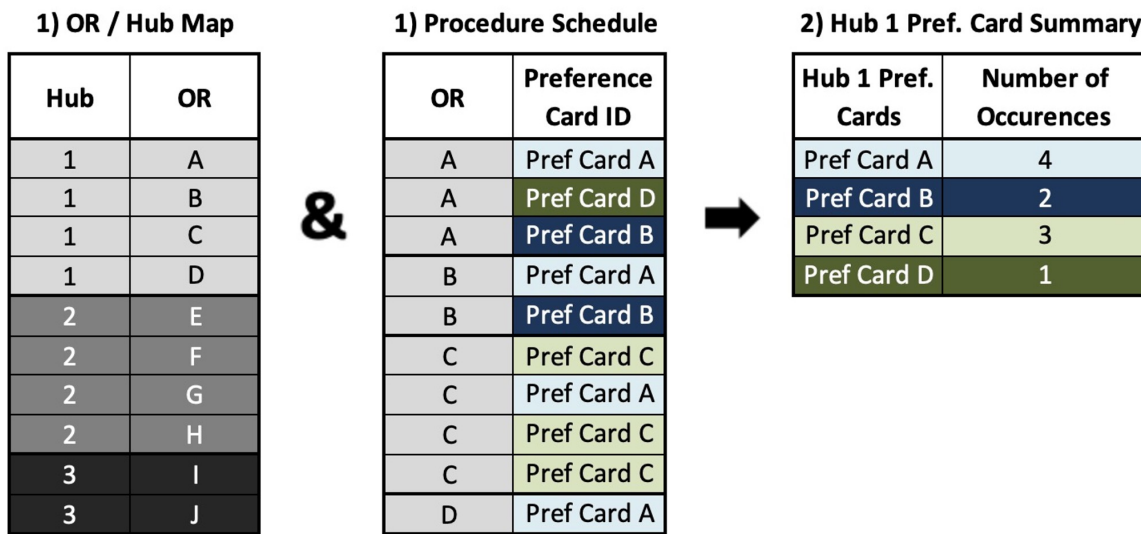 1) OR / Hub Map
Hub OR
1 A
1 B
1 C
1 D
2 E
2 F
2 G
2 H
3 I
3 J
&
1) Procedure Schedule
OR Preference
Card ID
A Pref Card A
A Pref Card D
A Pref Card B
B Pref Card A
B Pref Card B
C Pref Card C
C Pref Card A
C Pref Card C
C Pref Card C
D Pref Card A
2) Hub 1 Pref. Card Summary
Hub 1 Pref. Number of
Cards Occurences
Pref Card A 4
Pref Card B 2
Pref Card C 3
Pref Card D 1